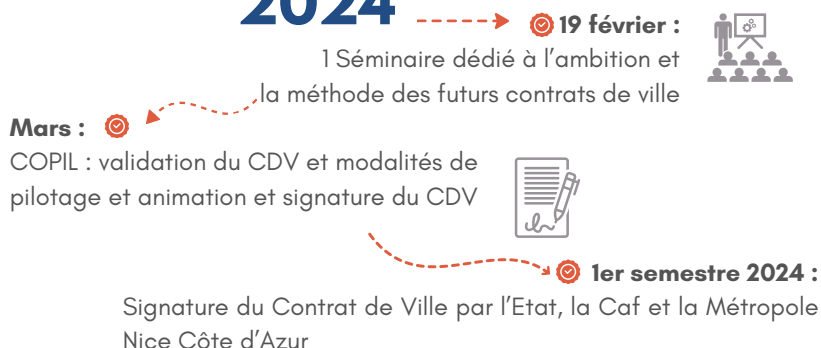 2024
19 février :
1 Séminaire dédié à l'ambition et
la méthode des futurs contrats de ville
Mars :
COPIL : validation du CDV et modalités de
pilotage et animation et signature du CDV
1er semestre 2024 :
Signature du Contrat de Ville par l'Etat, la Caf et la Métropole
Nice Côte d'Azur